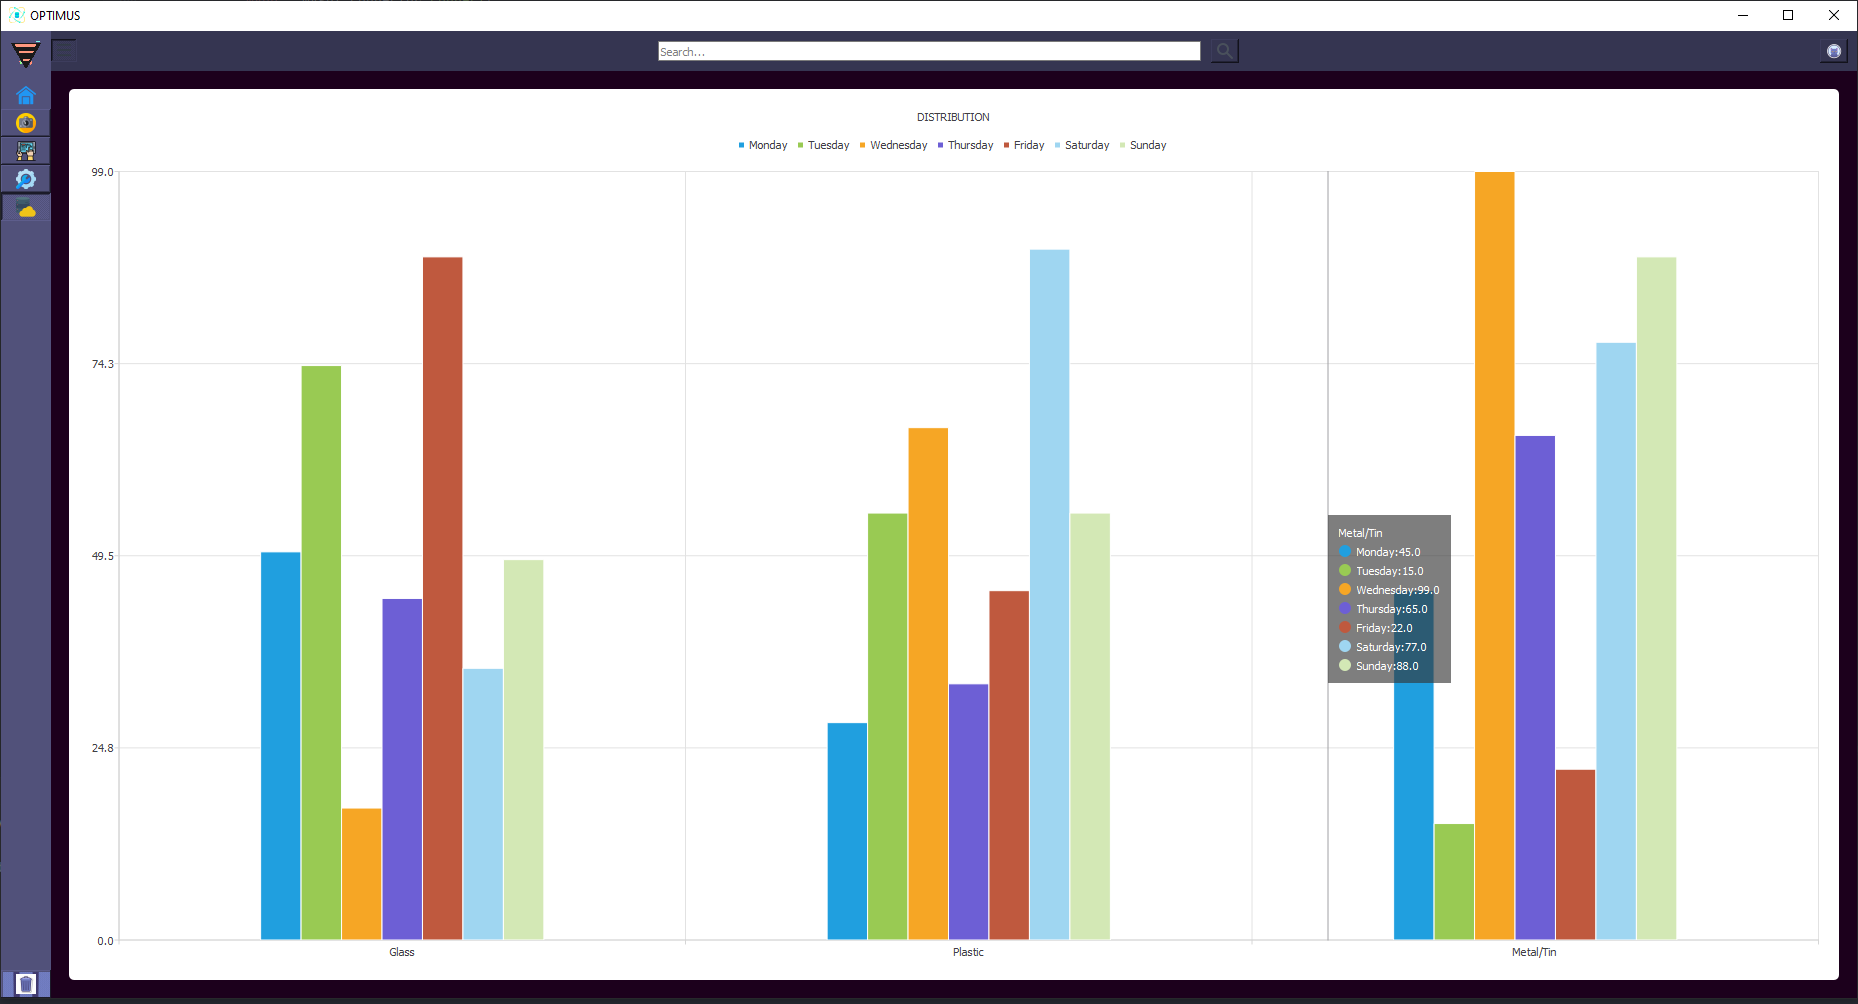 OPTIMUS
Search...
DISTRIBUTION
Monday Tuesday Wednesday Thursday Friday Saturday Sunday
99.0
74.3
49.5
24.8
0.0
Metal/Tin
Monday:45.0
Tuesday:15.0
Wednesday:99.0
Thursday:65.0
Friday:22.0
Saturday:77.0
Sunday:88.0
Glass Plastic Metal/Tin